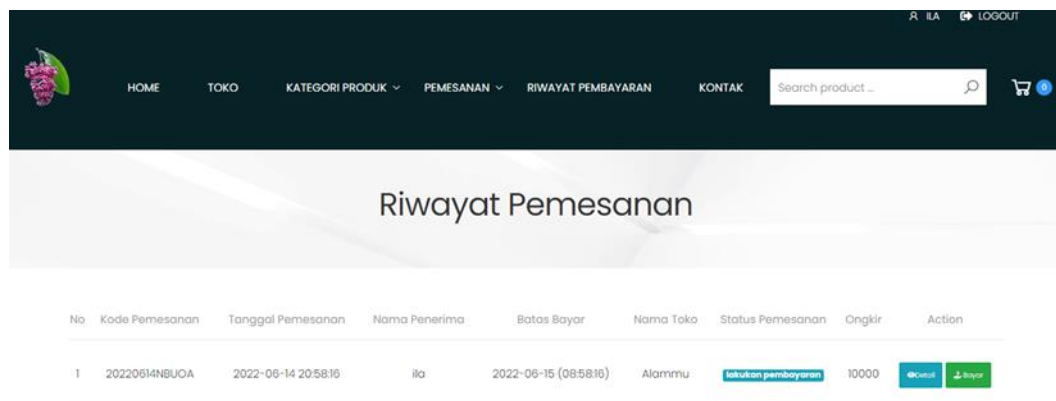 ILA LOGOUT
HOME TOKO KATEGORI PRODUK PEMESANAN RIWAYAT PEMBAYARAN KONTAK Search product ... 0
Riwayat Pemesanan
No Kode Pemesanan Tanggal Pemesanan Nama Penerima Batas Bayar Nama Toko Status Pemesanan Ongkir Action
1 20220614NBUOA 2022-06-14 20:58:16 ila 2022-06-15 (08:58:16) Alammu lakukan pembayaran 10000 Detail Bayar